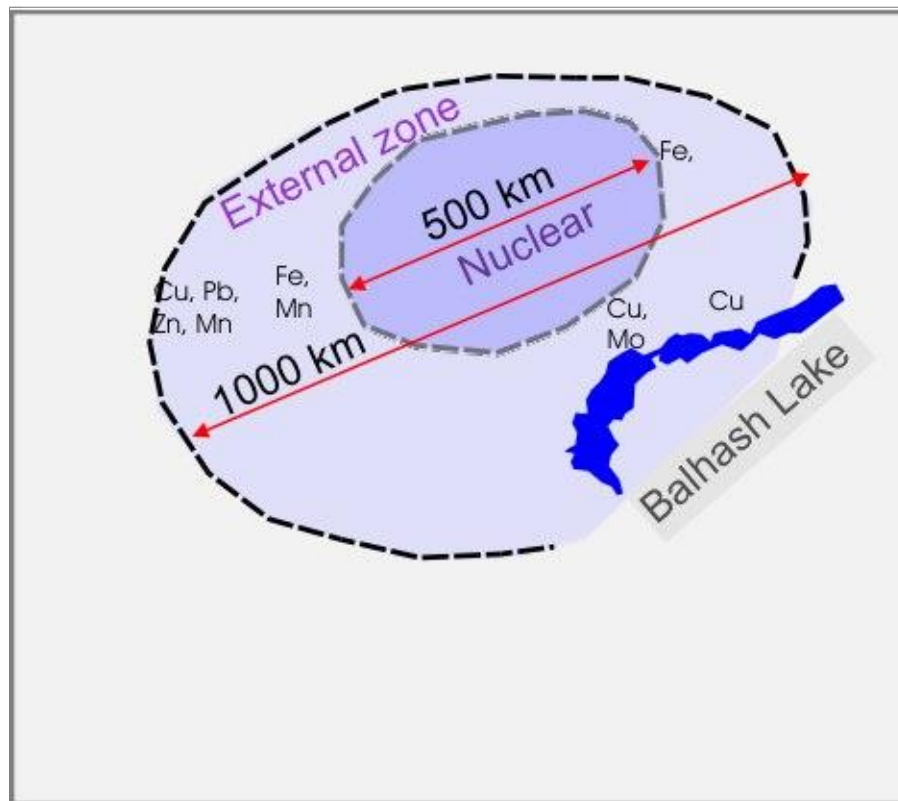 External zone
Fe,
500 km
Nuclear
Cu, Pb,
Zn, Mn
Fe,
Mn
Cu,
Mo
Cu
1000 km
Balhash Lake